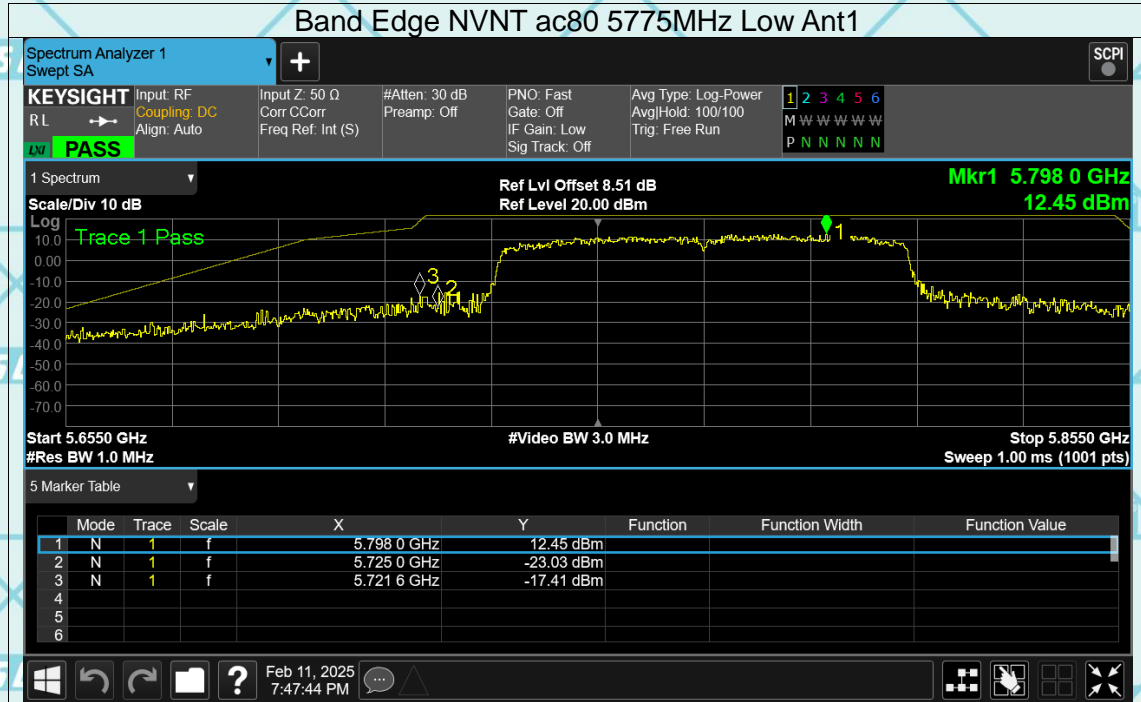 Band Edge NVNT ac80 5775MHz Low Ant1
Spectrum Analyzer 1
Swept SA
+
SCPI
KEYSIGHT
R L
LXI
PASS
Input: RF
Coupling: DC
Align: Auto
Input Z: 50 Ω
Corr CCorr
Freq Ref: Int (S)
#Atten: 30 dB
Preamp: Off
PNO: Fast
Gate: Off
IF Gain: Low
Sig Track: Off
Avg Type: Log-Power
Avg|Hold: 100/100
Trig: Free Run
1 2 3 4 5 6
M W W W W W
P N N N N N
1 Spectrum
Scale/Div 10 dB
Ref Lvl Offset 8.51 dB
Ref Level 20.00 dBm
Mkr1 5.798 0 GHz
12.45 dBm
Log
Trace 1 Pass
10.0
0.00
-10.0
-20.0
-30.0
-40.0
-50.0
-60.0
-70.0
3
2
1
Start 5.6550 GHz
#Res BW 1.0 MHz
#Video BW 3.0 MHz
Stop 5.8550 GHz
Sweep 1.00 ms (1001 pts)
5 Marker Table
Mode Trace Scale X Y Function Function Width Function Value
1 N 1 f 5.798 0 GHz 12.45 dBm
2 N 1 f 5.725 0 GHz -23.03 dBm
3 N 1 f 5.721 6 GHz -17.41 dBm
4
5
6
?
Feb 11, 2025
7:47:44 PM